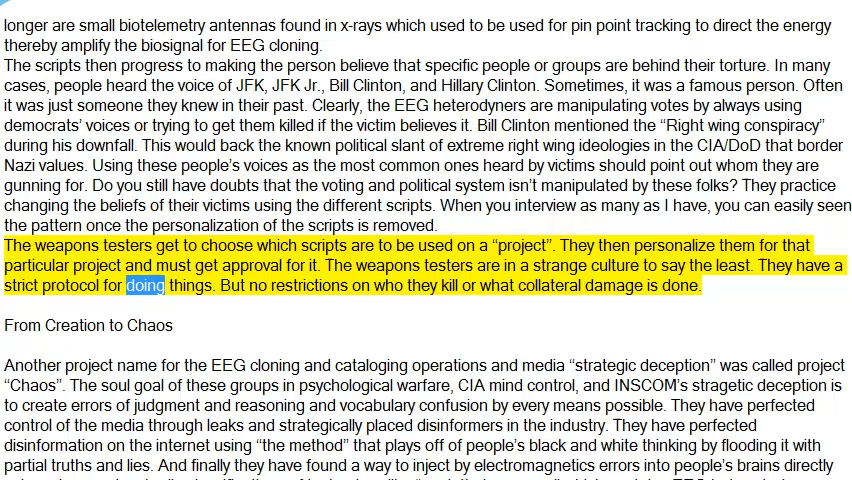 longer are small biotelemetry antennas found in x-rays which used to be used for pin point tracking to direct the energy
thereby amplify the biosignal for EEG cloning.
The scripts then progress to making the person believe that specific people or groups are behind their torture. In many
cases, people heard the voice of JFK, JFK Jr., Bill Clinton, and Hillary Clinton. Sometimes, it was a famous person. Often
it was just someone they knew in their past. Clearly, the EEG heterodyners are manipulating votes by always using
democrats’ voices or trying to get them killed if the victim believes it. Bill Clinton mentioned the “Right wing conspiracy”
during his downfall. This would back the known political slant of extreme right wing ideologies in the CIA/DoD that border
Nazi values. Using these people’s voices as the most common ones heard by victims should point out whom they are
gunning for. Do you still have doubts that the voting and political system isn’t manipulated by these folks? They practice
changing the beliefs of their victims using the different scripts. When you interview as many as I have, you can easily seen
the pattern once the personalization of the scripts is removed.
The weapons testers get to choose which scripts are to be used on a “project”. They then personalize them for that
particular project and must get approval for it. The weapons testers are in a strange culture to say the least. They have a
strict protocol for doing things. But no restrictions on who they kill or what collateral damage is done.
From Creation to Chaos
Another project name for the EEG cloning and cataloging operations and media “strategic deception” was called project
“Chaos”. The soul goal of these groups in psychological warfare, CIA mind control, and INSCOM’s stragetic deception is
to create errors of judgment and reasoning and vocabulary confusion by every means possible. They have perfected
control of the media through leaks and strategically placed disinformers in the industry. They have perfected
disinformation on the internet using “the method” that plays off of people’s black and white thinking by flooding it with
partial truths and lies. And finally they have found a way to inject by electromagnetics errors into people’s brains directly